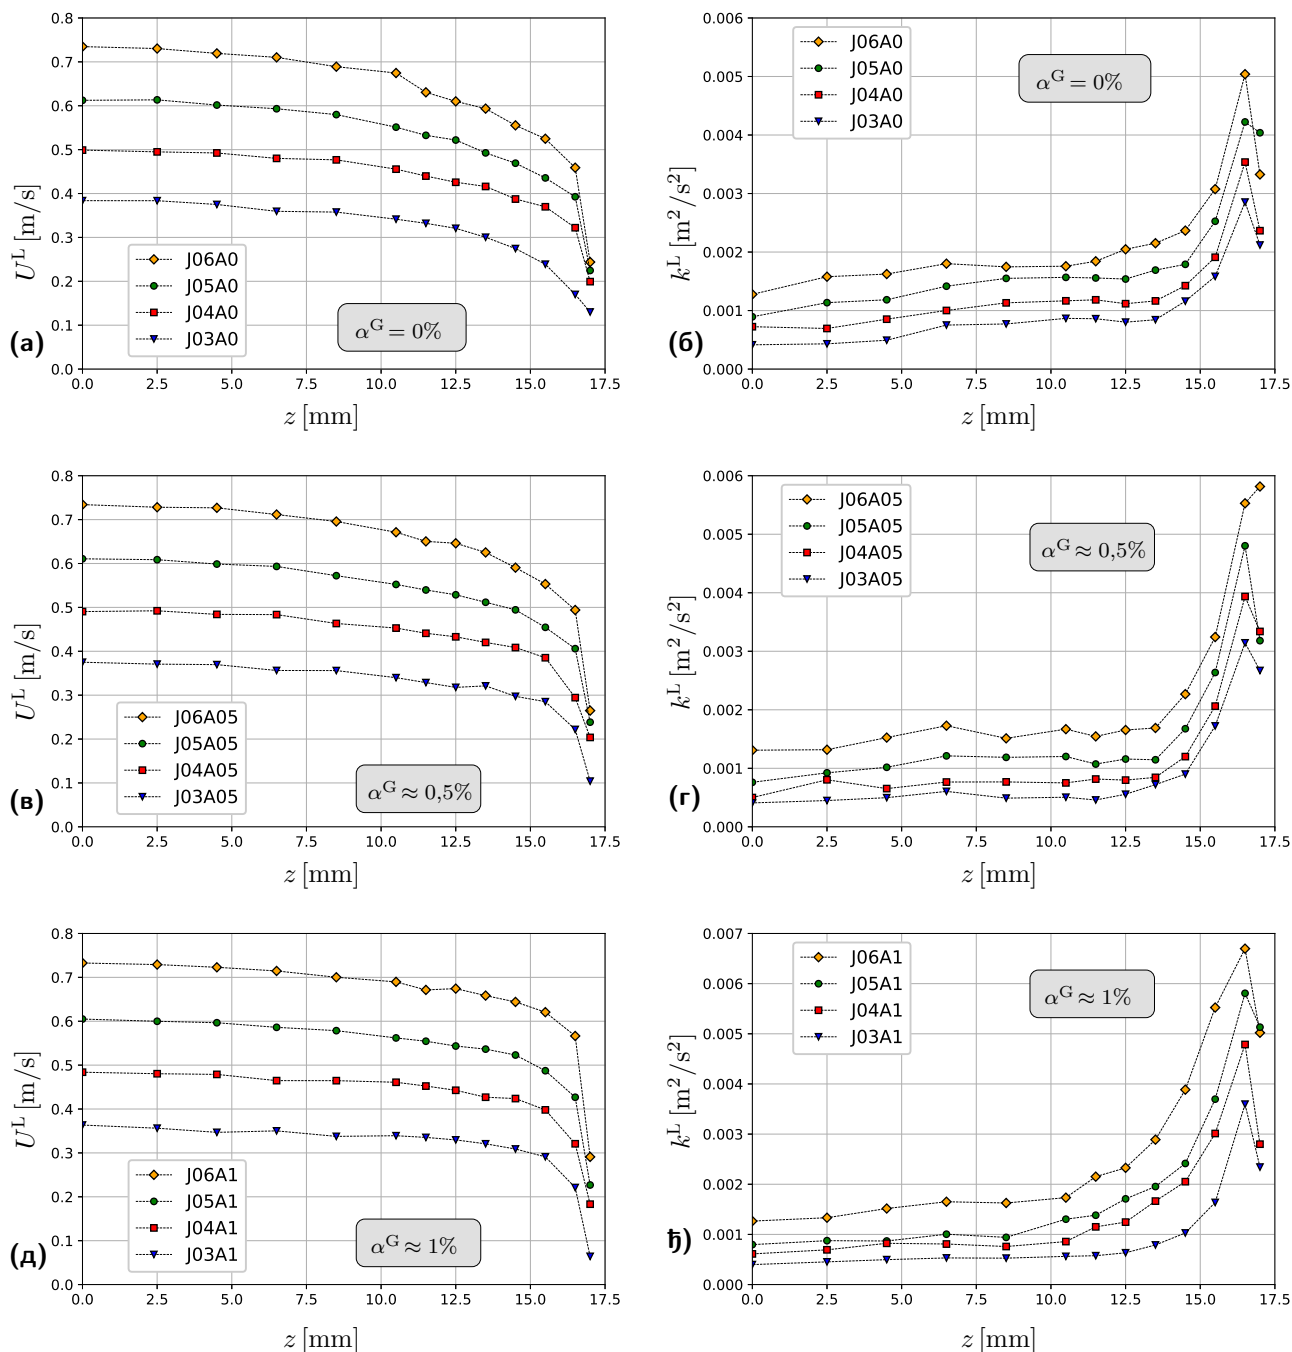 0.8
0.7
0.6
0.5
0.4
0.3
0.2
0.1
0.0
0.0 2.5 5.0 7.5 10.0 12.5 15.0 17.5
U^L [m/s]
z [mm]
J06A0
J05A0
J04A0
J03A0
α^G = 0%
(а)
0.006
0.005
0.004
0.003
0.002
0.001
0.000
0.0 2.5 5.0 7.5 10.0 12.5 15.0 17.5
k^L [m²/s²]
z [mm]
J06A0
J05A0
J04A0
J03A0
α^G = 0%
(б)
0.8
0.7
0.6
0.5
0.4
0.3
0.2
0.1
0.0
0.0 2.5 5.0 7.5 10.0 12.5 15.0 17.5
U^L [m/s]
z [mm]
J06A05
J05A05
J04A05
J03A05
α^G ≈ 0,5%
(в)
0.006
0.005
0.004
0.003
0.002
0.001
0.000
0.0 2.5 5.0 7.5 10.0 12.5 15.0 17.5
k^L [m²/s²]
z [mm]
J06A05
J05A05
J04A05
J03A05
α^G ≈ 0,5%
(г)
0.8
0.7
0.6
0.5
0.4
0.3
0.2
0.1
0.0
0.0 2.5 5.0 7.5 10.0 12.5 15.0 17.5
U^L [m/s]
z [mm]
J06A1
J05A1
J04A1
J03A1
α^G ≈ 1%
(д)
0.007
0.006
0.005
0.004
0.003
0.002
0.001
0.000
0.0 2.5 5.0 7.5 10.0 12.5 15.0 17.5
k^L [m²/s²]
z [mm]
J06A1
J05A1
J04A1
J03A1
α^G ≈ 1%
ђ)